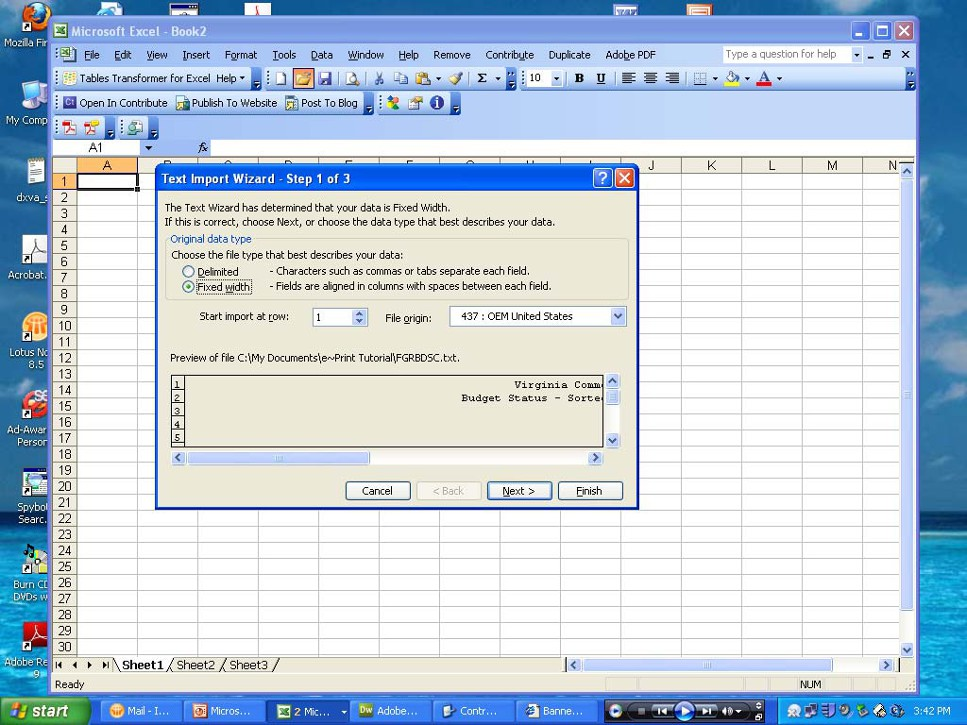 Mozilla Fir
My Comp
dxva_s
Acrobat.
Lotus No
8.5
Ad-Awar
Person
Spybo
Searc.
Burn CD
DVDs w
Adobe Re
9
Microsoft Excel - Book2
File Edit View Insert Format Tools Data Window Help Remove Contribute Duplicate Adobe PDF
Type a question for help
Tables Transformer for Excel Help
Σ 10 B U A
Ct Open In Contribute Publish To Website Post To Blog
A1 fx
A J K L M N
1
2
3
4
5
6
7
8
9
10
11
12
13
14
15
16
17
18
19
20
21
22
23
24
25
26
27
28
29
30
Text Import Wizard - Step 1 of 3
The Text Wizard has determined that your data is Fixed Width.
If this is correct, choose Next, or choose the data type that best describes your data.
Original data type
Choose the file type that best describes your data:
Delimited - Characters such as commas or tabs separate each field.
Fixed width - Fields are aligned in columns with spaces between each field.
Start import at row: 1 File origin: 437 : OEM United States
Preview of file C:\My Documents\e~Print Tutorial\FGRBDSC.txt.
1 Virginia Comm
2 Budget Status - Sorte
3
4
5
Cancel < Back Next > Finish
Sheet1 Sheet2 Sheet3
Ready NUM
start Mail - I... Micros... 2 Mic... Dw Adobe... Contr... Banne... 3:42 PM